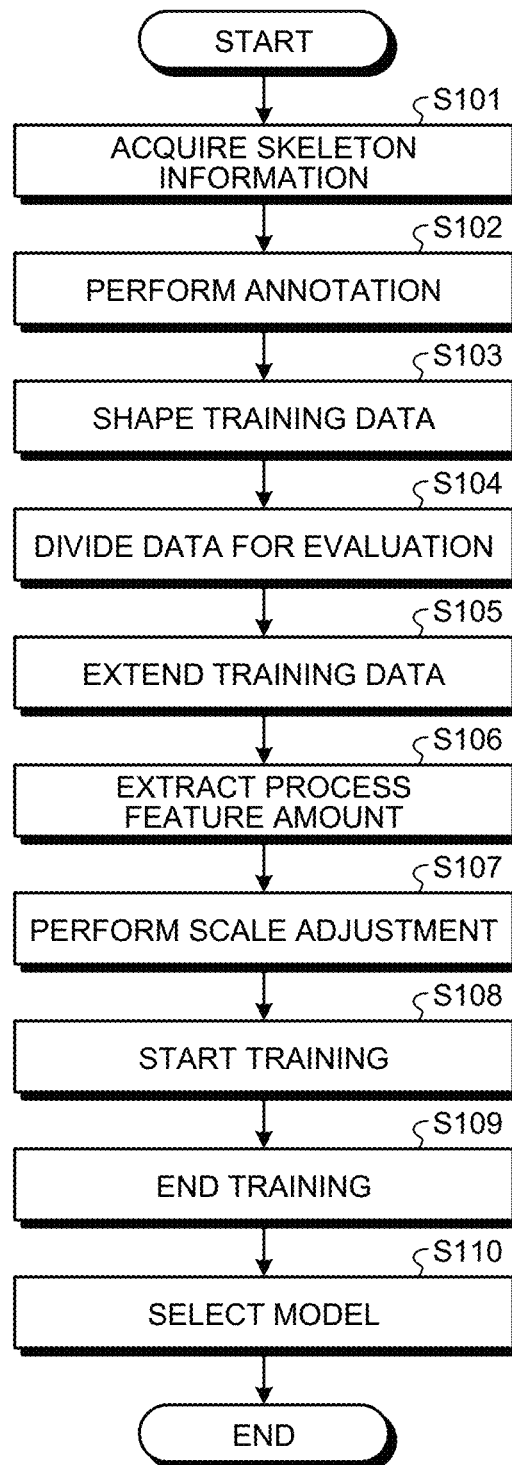 START
S101
ACQUIRE SKELETON
INFORMATION
S102
PERFORM ANNOTATION
S103
SHAPE TRAINING DATA
S104
DIVIDE DATA FOR EVALUATION
S105
EXTEND TRAINING DATA
S106
EXTRACT PROCESS
FEATURE AMOUNT
S107
PERFORM SCALE ADJUSTMENT
S108
START TRAINING
S109
END TRAINING
S110
SELECT MODEL
END